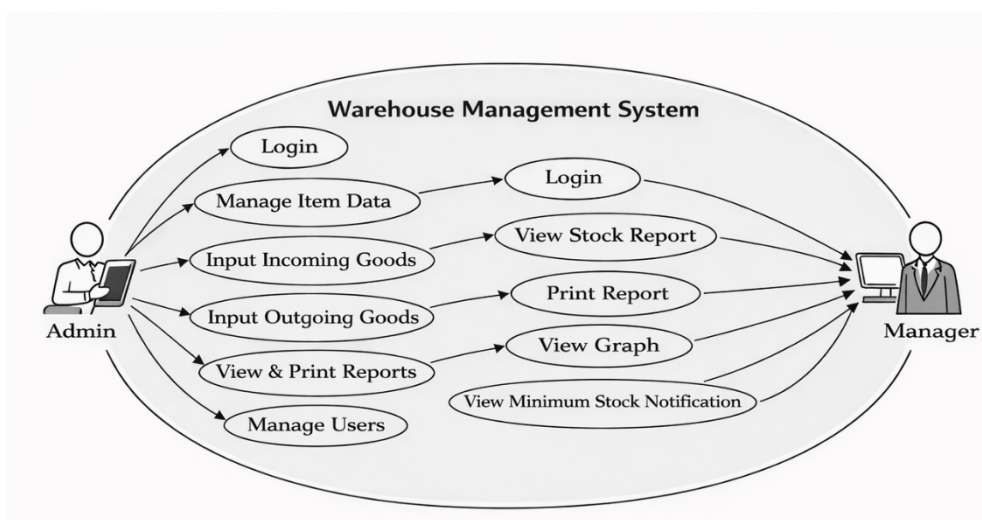 Warehouse Management System
Login
Manage Item Data
Input Incoming Goods
Input Outgoing Goods
View & Print Reports
Manage Users
Login
View Stock Report
Print Report
View Graph
View Minimum Stock Notification
Admin
Manager